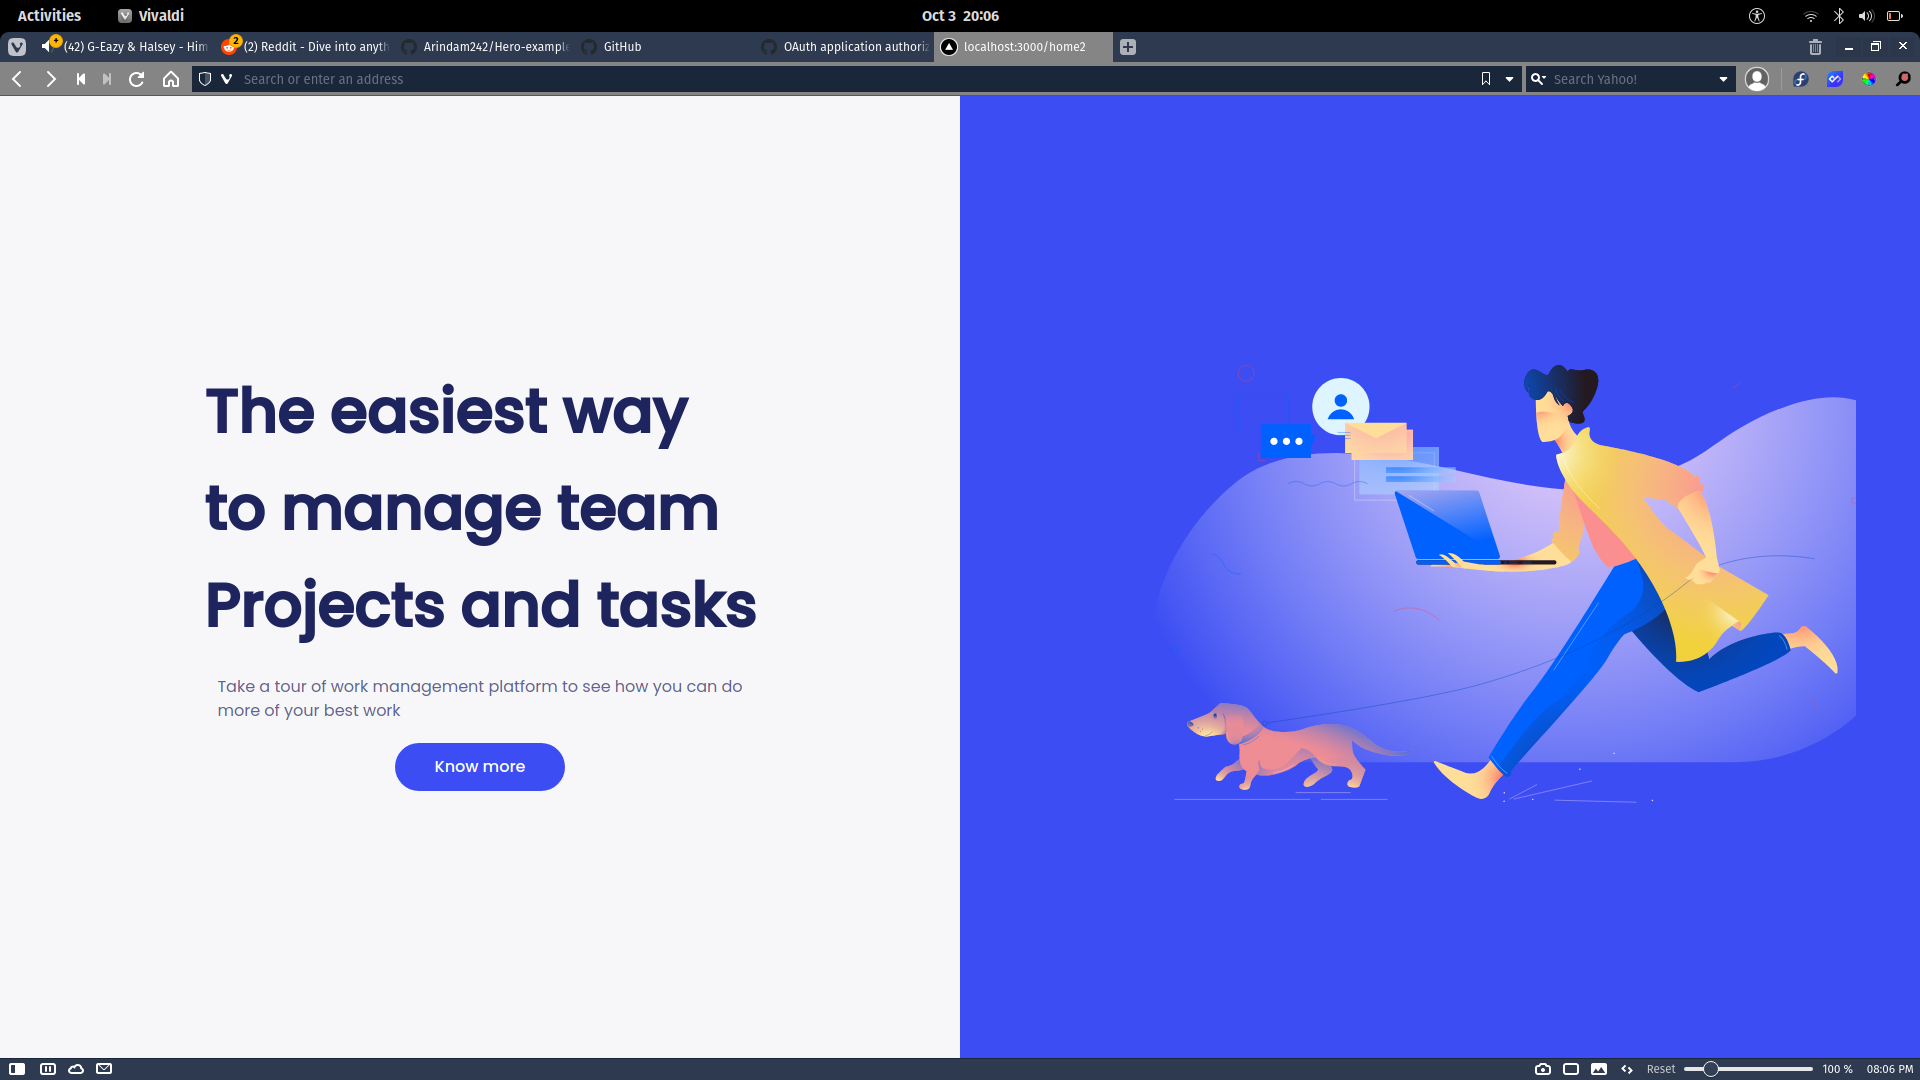 Activities Vivaldi Oct 3 20:06
(42) G-Eazy & Halsey - Him 2 (2) Reddit - Dive into anyth Arindam242/Hero-example GitHub OAuth application authoriz localhost:3000/home2
Search or enter an address Search Yahoo!
The easiest way
to manage team
Projects and tasks
Take a tour of work management platform to see how you can do
more of your best work
Know more
Reset 100 % 08:06 PM